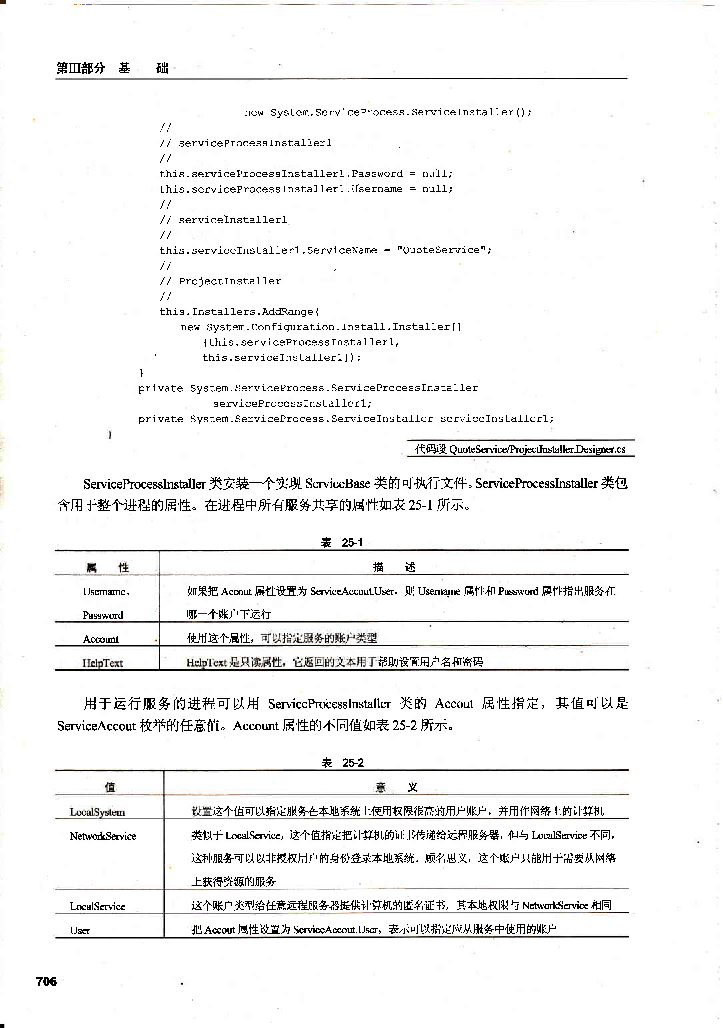 第Ⅲ部分 基 础
new System.ServiceProcess.ServiceInstaller();
//
// serviceProcessInstaller1
//
this.serviceProcessInstaller1.Password = null;
this.serviceProcessInstaller1.Username = null;
//
// serviceInstaller1
//
this.serviceInstaller1.ServiceName = "QuoteService";
//
// ProjectInstaller
//
this.Installers.AddRange(
new System.Configuration.Install.Installer[]
{this.serviceProcessInstaller1,
this.serviceInstaller1});
}
private System.ServiceProcess.ServiceProcessInstaller
serviceProcessInstaller1;
private System.ServiceProcess.ServiceInstaller serviceInstaller1;
}
代码段 QuoteService/ProjectInstaller.Designer.cs
ServiceProcessInstaller 类安装一个实现 ServiceBase 类的可执行文件。ServiceProcessInstaller 类包
含用于整个进程的属性。在进程中所有服务共享的属性如表 25-1 所示。
表 25-1
属 性 描 述
Username、 如果把 Accout 属性设置为 ServiceAccout.User，则 Username 属性和 Password 属性指出服务在
Password 哪一个账户下运行
Account 使用这个属性，可以指定服务的账户类型
HelpText HelpText 是只读属性，它返回的文本用于帮助设置用户名和密码
用于运行服务的进程可以用 ServiceProcessInstaller 类的 Accout 属性指定，其值可以是
ServiceAccout 枚举的任意值。Account 属性的不同值如表 25-2 所示。
表 25-2
值 意 义
LocalSystem 设置这个值可以指定服务在本地系统上使用权限很高的用户账户，并用作网络上的计算机
NetworkService 类似于 LocalService，这个值指定把计算机的证书传递给远程服务器，但与 LocalService 不同，
这种服务可以以非授权用户的身份登录本地系统。顾名思义，这个账户只能用于需要从网络
上获得资源的服务
LocalService 这个账户类型给任意远程服务器提供计算机的匿名证书，其本地权限与 NetworkService 相同
User 把 Accout 属性设置为 ServiceAccout.User，表示可以指定应从服务中使用的账户
706